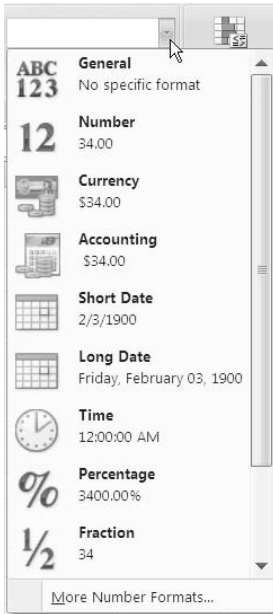 ABC
123
General
No specific format
12
Number
34.00
Currency
$34.00
Accounting
$34.00
Short Date
2/3/1900
Long Date
Friday, February 03, 1900
Time
12:00:00 AM
%
Percentage
3400.00%
1/2
Fraction
34
More Number Formats...